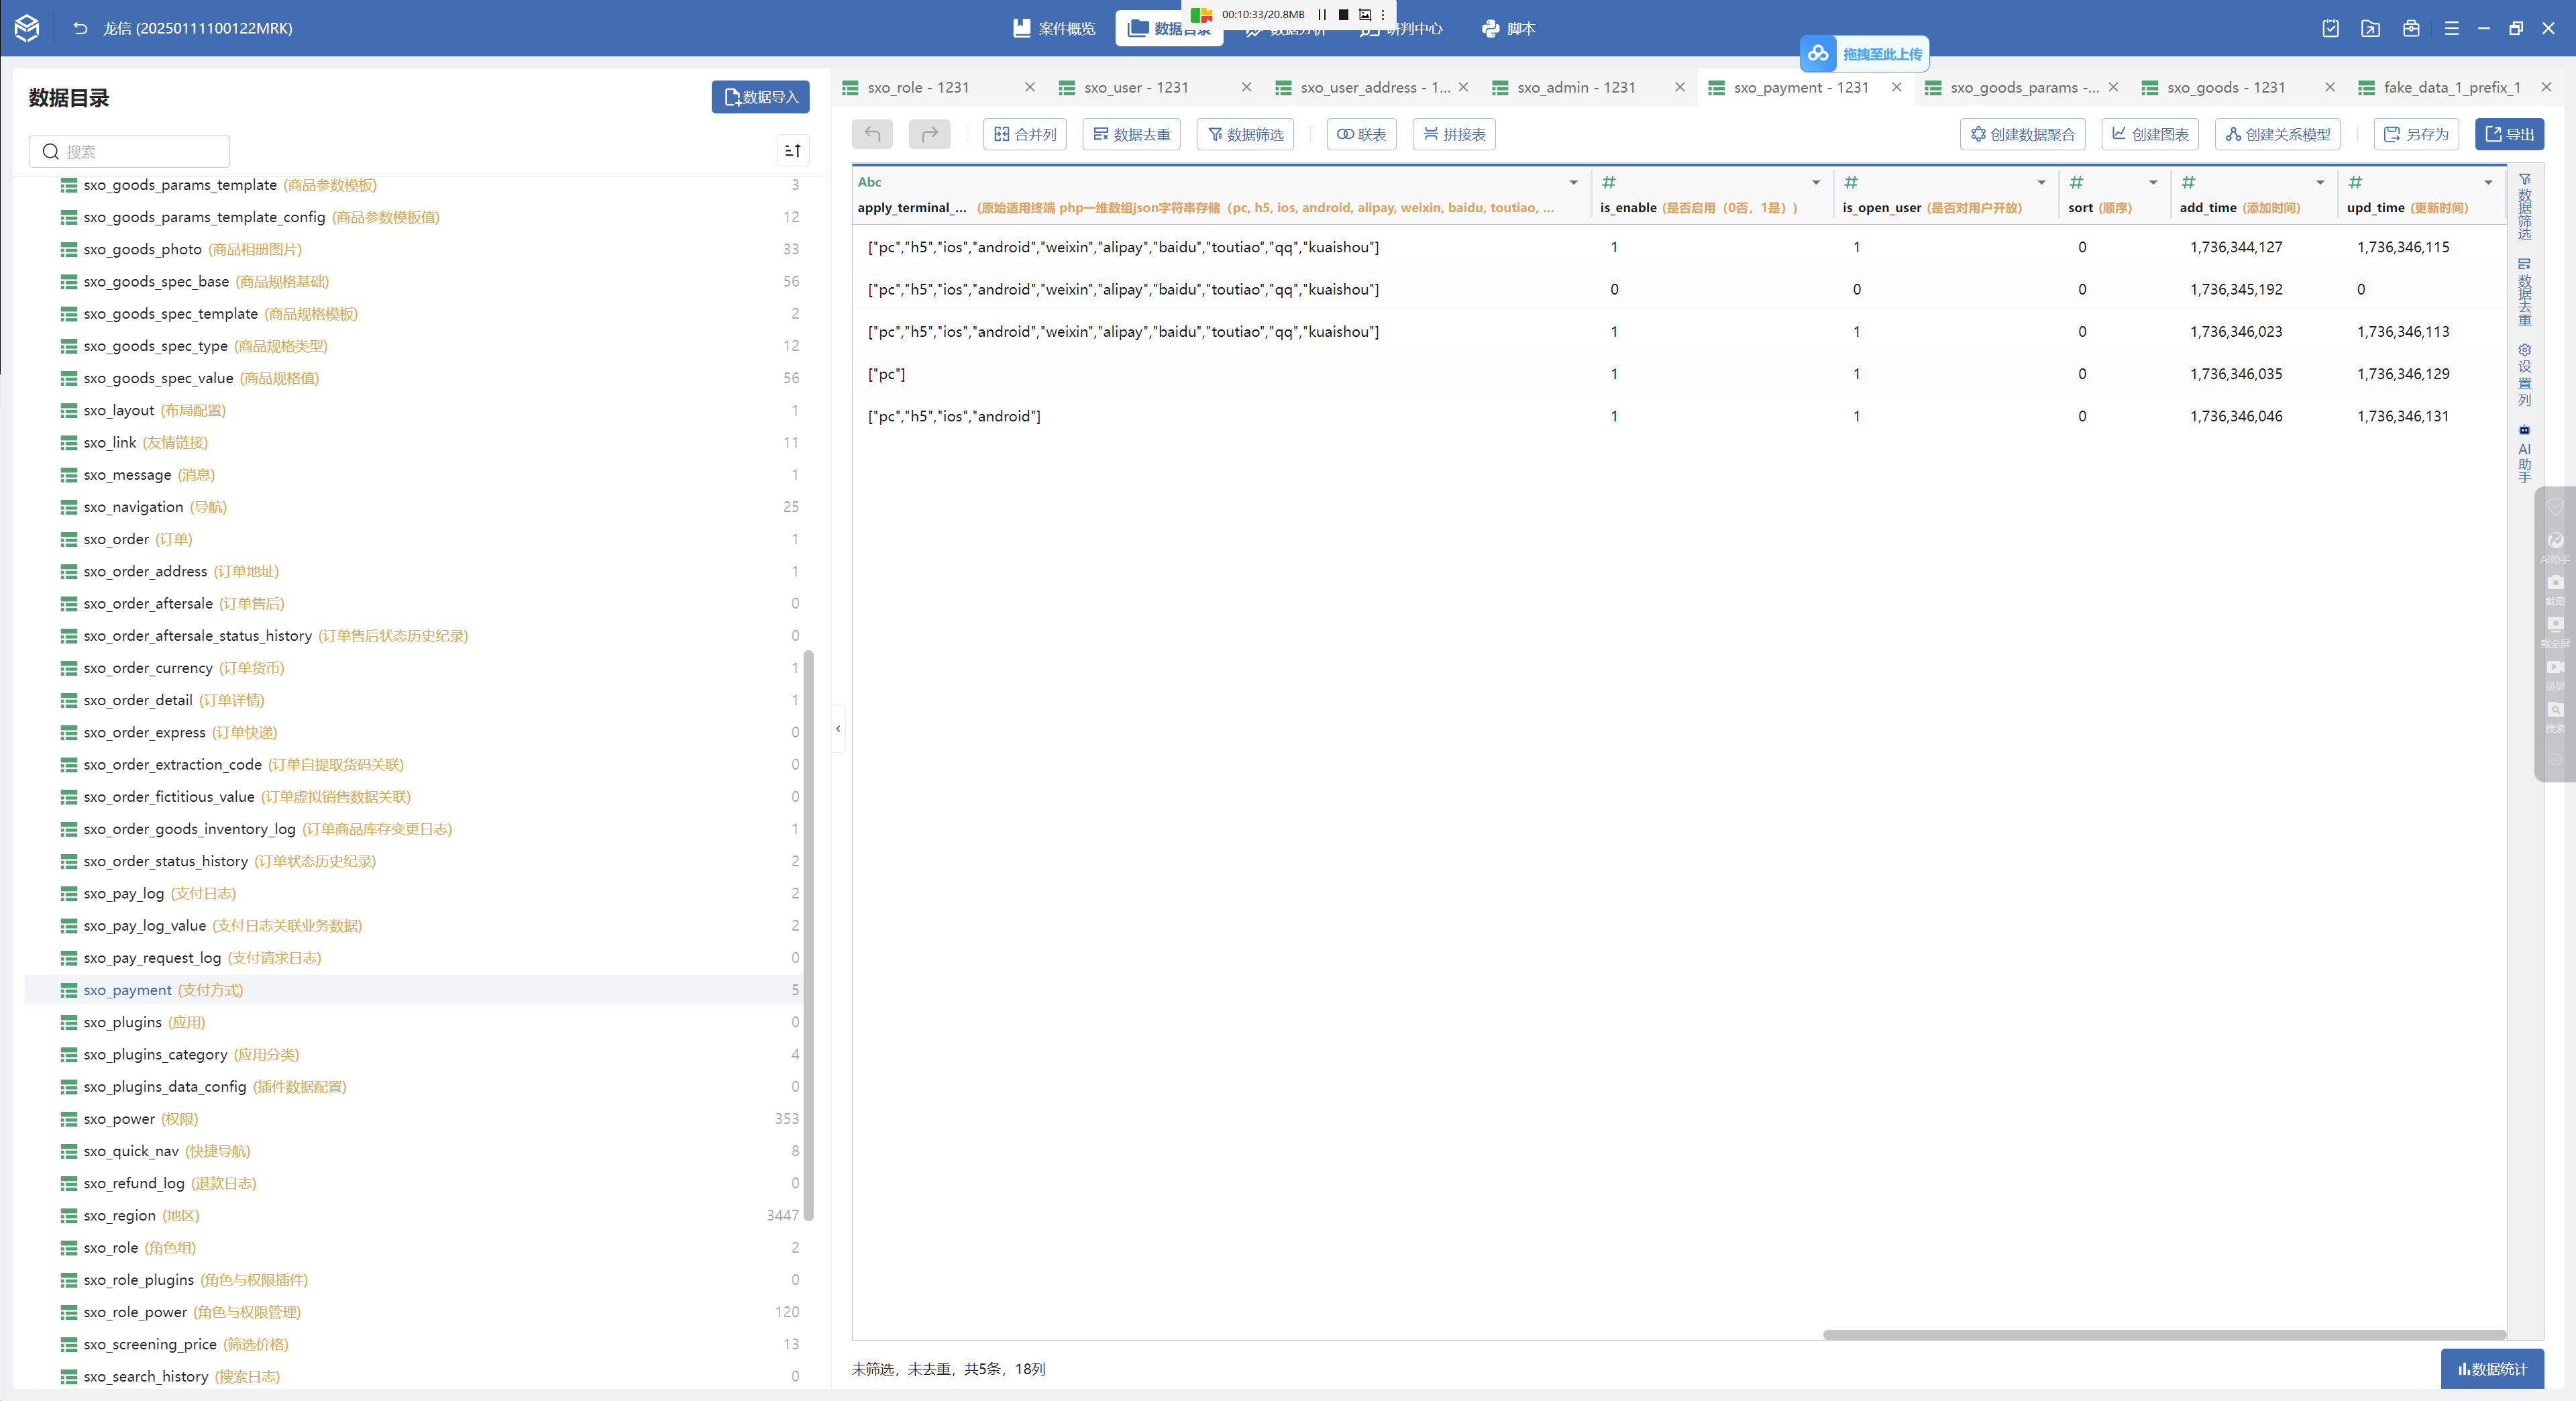 龙信 (20250111100122MRK)
案件概览
数据目录
研判中心
脚本
00:10:33/20.8MB
拖拽至此上传
数据目录
数据导入
搜索
sxo_goods_params_template (商品参数模板) 3
sxo_goods_params_template_config (商品参数模板值) 12
sxo_goods_photo (商品相册图片) 33
sxo_goods_spec_base (商品规格基础) 56
sxo_goods_spec_template (商品规格模板) 2
sxo_goods_spec_type (商品规格类型) 12
sxo_goods_spec_value (商品规格值) 56
sxo_layout (布局配置) 1
sxo_link (友情链接) 11
sxo_message (消息) 1
sxo_navigation (导航) 25
sxo_order (订单) 1
sxo_order_address (订单地址) 1
sxo_order_aftersale (订单售后) 0
sxo_order_aftersale_status_history (订单售后状态历史纪录) 0
sxo_order_currency (订单货币) 1
sxo_order_detail (订单详情) 1
sxo_order_express (订单快递) 0
sxo_order_extraction_code (订单自提取货码关联) 0
sxo_order_fictitious_value (订单虚拟销售数据关联) 0
sxo_order_goods_inventory_log (订单商品库存变更日志) 1
sxo_order_status_history (订单状态历史纪录) 2
sxo_pay_log (支付日志) 2
sxo_pay_log_value (支付日志关联业务数据) 2
sxo_pay_request_log (支付请求日志) 0
sxo_payment (支付方式) 5
sxo_plugins (应用) 0
sxo_plugins_category (应用分类) 4
sxo_plugins_data_config (插件数据配置) 0
sxo_power (权限) 353
sxo_quick_nav (快捷导航) 8
sxo_refund_log (退款日志) 0
sxo_region (地区) 3447
sxo_role (角色组) 2
sxo_role_plugins (角色与权限插件) 0
sxo_role_power (角色与权限管理) 120
sxo_screening_price (筛选价格) 13
sxo_search_history (搜索日志) 0
sxo_role - 1231
sxo_user - 1231
sxo_user_address - 1...
sxo_admin - 1231
sxo_payment - 1231
sxo_goods_params -...
sxo_goods - 1231
fake_data_1_prefix_1
合并列
数据去重
数据筛选
联表
拼接表
创建数据聚合
创建图表
创建关系模型
另存为
导出
Abc # # # # #
apply_terminal_... (原始适用终端 php一维数组json字符串存储（pc, h5, ios, android, alipay, weixin, baidu, toutiao, ... is_enable (是否启用（0否，1是）) is_open_user (是否对用户开放) sort (顺序) add_time (添加时间) upd_time (更新时间)
["pc","h5","ios","android","weixin","alipay","baidu","toutiao","qq","kuaishou"] 1 1 0 1,736,344,127 1,736,346,115
["pc","h5","ios","android","weixin","alipay","baidu","toutiao","qq","kuaishou"] 0 0 0 1,736,345,192 0
["pc","h5","ios","android","weixin","alipay","baidu","toutiao","qq","kuaishou"] 1 1 0 1,736,346,023 1,736,346,113
["pc"] 1 1 0 1,736,346,035 1,736,346,129
["pc","h5","ios","android"] 1 1 0 1,736,346,046 1,736,346,131
数据筛选
数据去重
设置列
AI助手
AI助手
截图
截全屏
录屏
搜索
未筛选，未去重，共5条，18列
数据统计